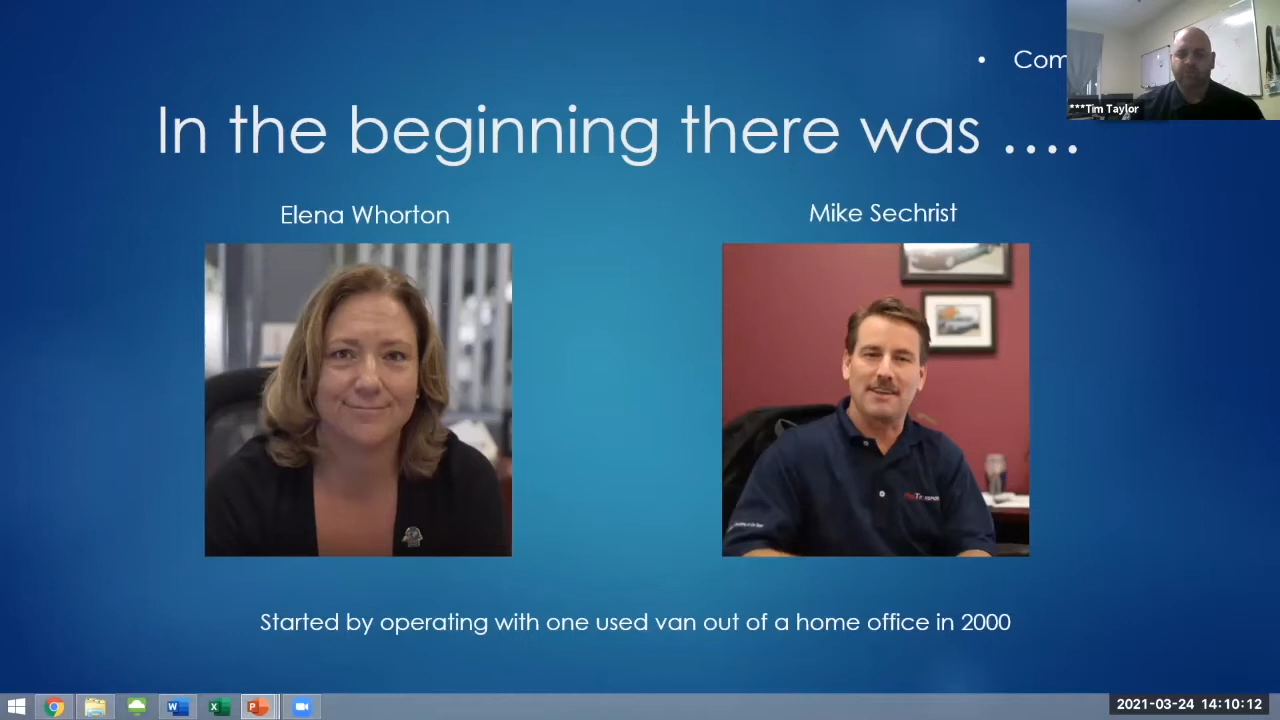 • Com
***Tim Taylor
In the beginning there was ….
Elena Whorton
Mike Sechrist
Started by operating with one used van out of a home office in 2000
2021-03-24 14:10:12